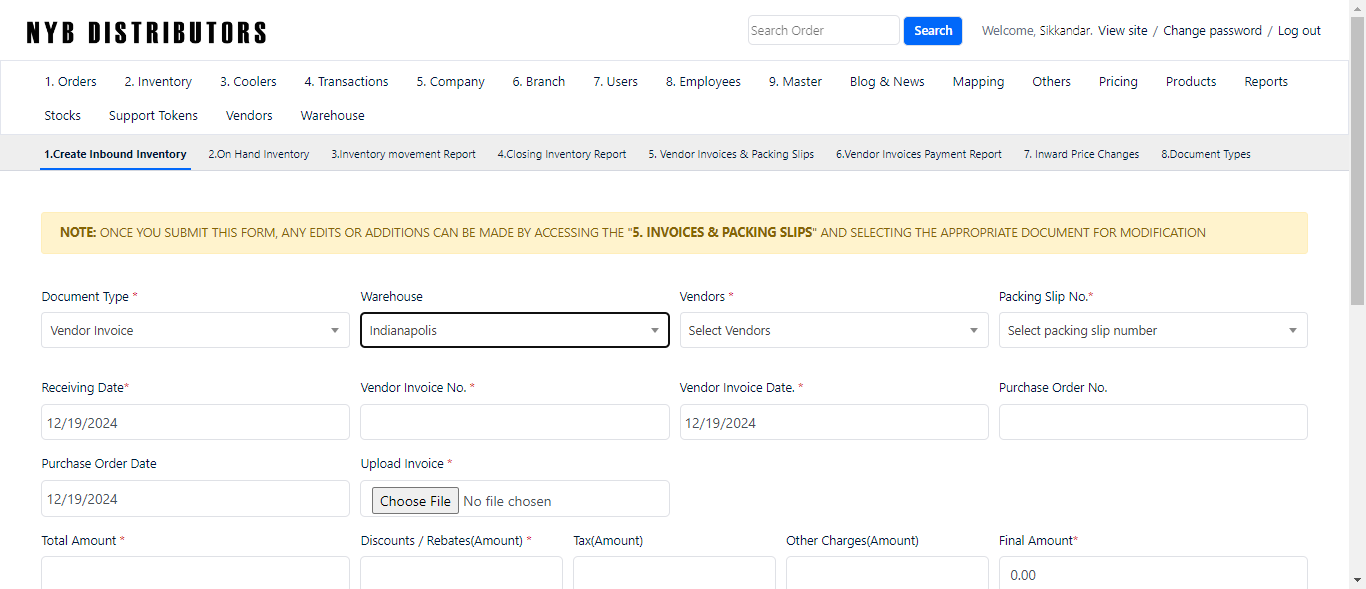 NYB DISTRIBUTORS
Search Order
Search
Welcome, Sikkandar. View site / Change password / Log out
1. Orders 2. Inventory 3. Coolers 4. Transactions 5. Company 6. Branch 7. Users 8. Employees 9. Master Blog & News Mapping Others Pricing Products Reports
Stocks Support Tokens Vendors Warehouse
1.Create Inbound Inventory 2.On Hand Inventory 3.Inventory movement Report 4.Closing Inventory Report 5. Vendor Invoices & Packing Slips 6.Vendor Invoices Payment Report 7. Inward Price Changes 8.Document Types
NOTE: ONCE YOU SUBMIT THIS FORM, ANY EDITS OR ADDITIONS CAN BE MADE BY ACCESSING THE "5. INVOICES & PACKING SLIPS" AND SELECTING THE APPROPRIATE DOCUMENT FOR MODIFICATION
Document Type * Warehouse Vendors * Packing Slip No.*
Vendor Invoice Indianapolis Select Vendors Select packing slip number
Receiving Date* Vendor Invoice No. * Vendor Invoice Date. * Purchase Order No.
12/19/2024 12/19/2024
Purchase Order Date Upload Invoice *
12/19/2024 Choose File No file chosen
Total Amount * Discounts / Rebates(Amount) * Tax(Amount) Other Charges(Amount) Final Amount*
0.00